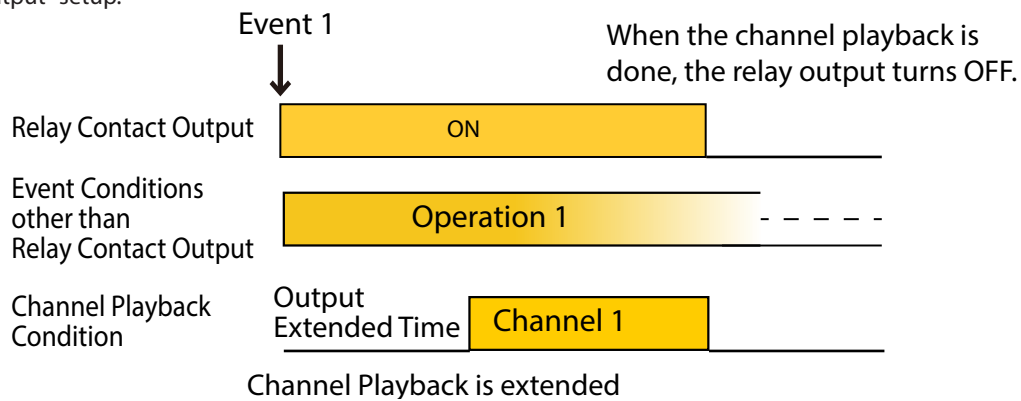 setup.
Event 1
When the channel playback is
done, the relay output turns OFF.
Relay Contact Output
ON
Event Conditions
other than
Relay Contact Output
Operation 1
Channel Playback
Condition
Output
Extended Time
Channel 1
Channel Playback is extended